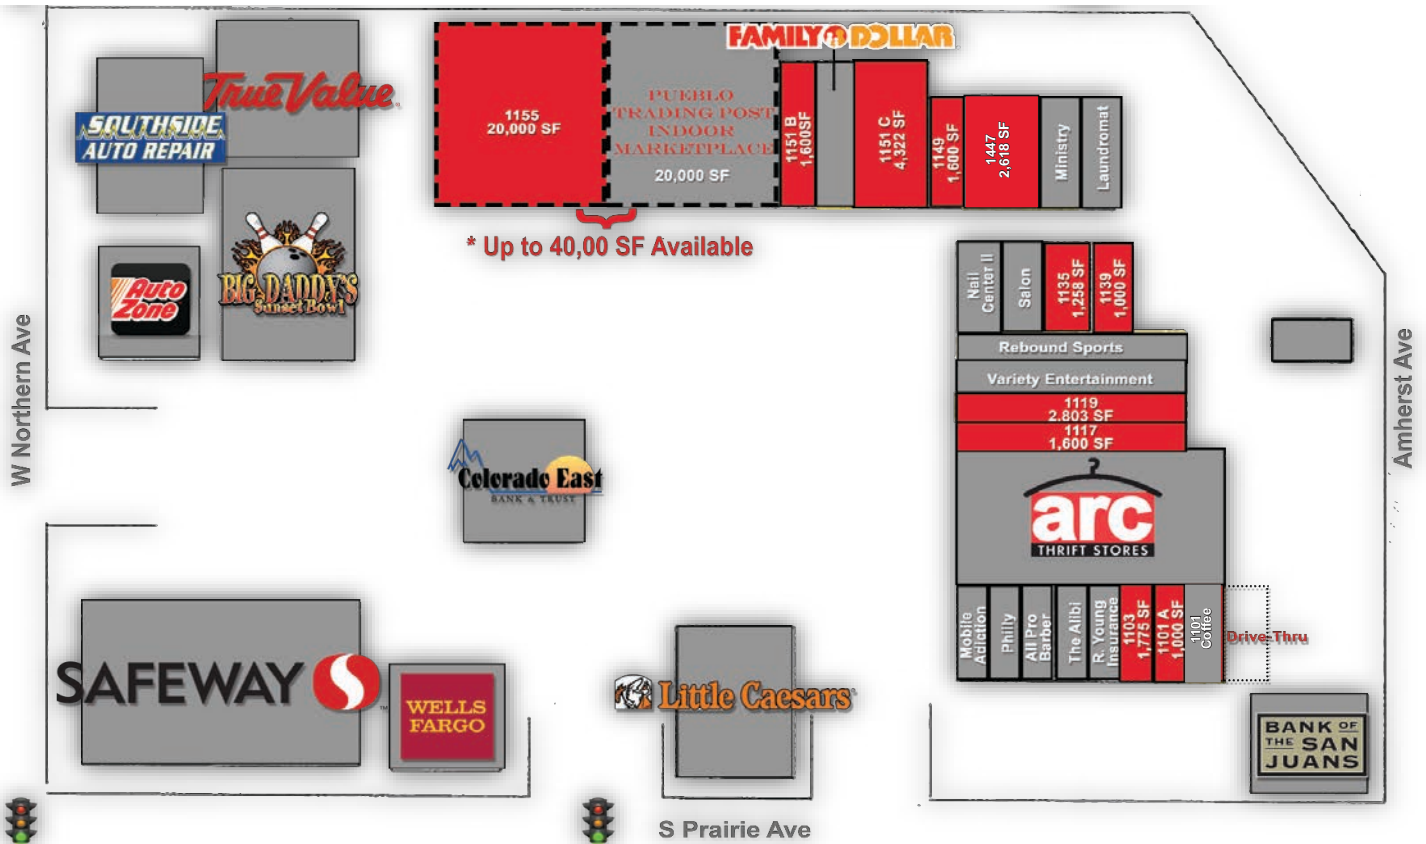 FAMILY DOLLAR
True Value
SOUTHSIDE
AUTO REPAIR
1155
20,000 SF
PUEBLO
TRADING POST
INDOOR
MARKETPLACE
20,000 SF
1151 B
1,600SF
1151 C
4,322 SF
1149
1,600 SF
1447
2,618 SF
Ministry
Laundromat
* Up to 40,00 SF Available
Auto
Zone
BIG DADDY'S
Sunset Bowl
Nail
Center II
Salon
1135
1,258 SF
1139
1,000 SF
Rebound Sports
Variety Entertainment
1119
2.803 SF
1117
1,600 SF
W Northern Ave
Amherst Ave
Colorado East
BANK & TRUST
arc
THRIFT STORES
Mobile
Adiction
Philly
All Pro
Barber
The Alibi
R. Young
Insurance
1103
1,775 SF
1101 A
1,000 SF
1101
Coffee
Drive-Thru
SAFEWAY
TM
WELLS
FARGO
Little Caesars
BANK OF
THE SAN
JUANS
S Prairie Ave